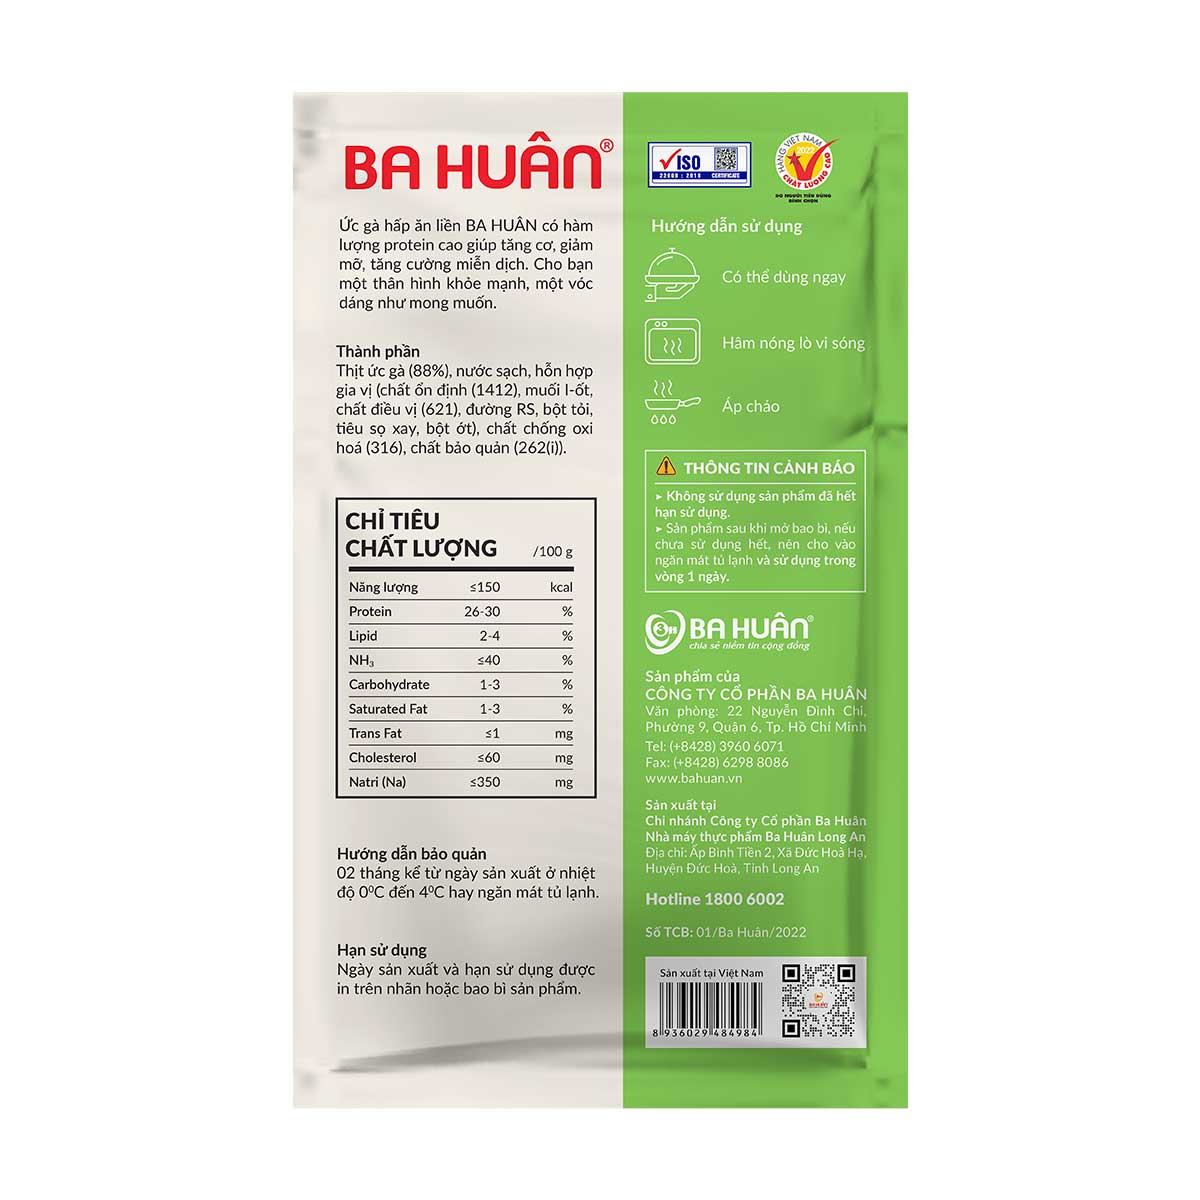 BA HUÂN®
Ức gà hấp ăn liền BA HUÂN có hàm
lượng protein cao giúp tăng cơ, giảm
mỡ, tăng cường miễn dịch. Cho bạn
một thân hình khỏe mạnh, một vóc
dáng như mong muốn.
Thành phần
Thịt ức gà (88%), nước sạch, hỗn hợp
gia vị (chất ổn định (1412), muối I-ốt,
chất điều vị (621), đường RS, bột tỏi,
tiêu sọ xay, bột ớt), chất chống oxi
hoá (316), chất bảo quản (262(i)).
CHỈ TIÊU
CHẤT LƯỢNG /100 g
Năng lượng ≤150 kcal
Protein 26-30 %
Lipid 2-4 %
NH₃ ≤40 %
Carbohydrate 1-3 %
Saturated Fat 1-3 %
Trans Fat ≤1 mg
Cholesterol ≤60 mg
Natri (Na) ≤350 mg
Hướng dẫn bảo quản
02 tháng kể từ ngày sản xuất ở nhiệt
độ 0⁰C đến 4⁰C hay ngăn mát tủ lạnh.
Hạn sử dụng
Ngày sản xuất và hạn sử dụng được
in trên nhãn hoặc bao bì sản phẩm.
ISO
22000 : 2018 CERTIFICATE
HÀNG VIỆT NAM
2022
CHẤT LƯỢNG CAO
DO NGƯỜI TIÊU DÙNG
BÌNH CHỌN
Hướng dẫn sử dụng
Có thể dùng ngay
Hâm nóng lò vi sóng
Áp chảo
THÔNG TIN CẢNH BÁO
▸ Không sử dụng sản phẩm đã hết
hạn sử dụng.
▸ Sản phẩm sau khi mở bao bì, nếu
chưa sử dụng hết, nên cho vào
ngăn mát tủ lạnh và sử dụng trong
vòng 1 ngày.
3H BA HUÂN®
chia sẻ niềm tin cộng đồng
Sản phẩm của
CÔNG TY CỔ PHẦN BA HUÂN
Văn phòng: 22 Nguyễn Đình Chi,
Phường 9, Quận 6, Tp. Hồ Chí Minh
Tel: (+8428) 3960 6071
Fax: (+8428) 6298 8086
www.bahuan.vn
Sản xuất tại
Chi nhánh Công ty Cổ phần Ba Huân
Nhà máy thực phẩm Ba Huân Long An
Địa chỉ: Ấp Bình Tiền 2, Xã Đức Hoà Hạ,
Huyện Đức Hoà, Tỉnh Long An
Hotline 1800 6002
Số TCB: 01/Ba Huân/2022
Sản xuất tại Việt Nam
8 936029 484984
BA HUÂN